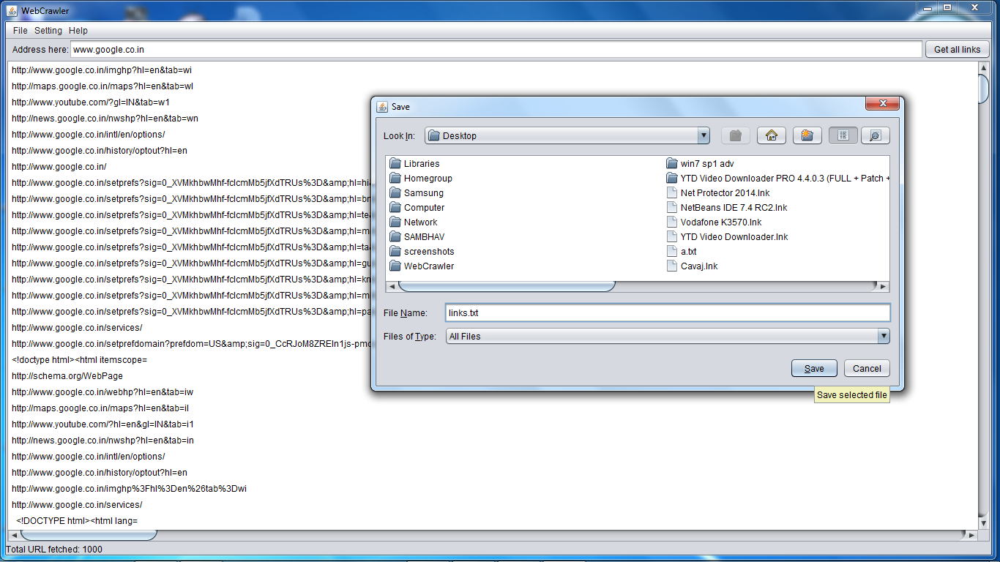 WebCrawler
File Setting Help
Address here: www.google.co.in Get all links
http://www.google.co.in/imghp?hl=en&tab=wi
http://maps.google.co.in/maps?hl=en&tab=wl
http://www.youtube.com/?gl=IN&tab=w1
http://news.google.co.in/nwshp?hl=en&tab=wn
http://www.google.co.in/intl/en/options/
http://www.google.co.in/history/optout?hl=en
http://www.google.co.in/
http://www.google.co.in/setprefs?sig=0_XVMkhbwMhf-fcIcmMb5jfXdTRUs%3D&amp;hl=hi
http://www.google.co.in/setprefs?sig=0_XVMkhbwMhf-fcIcmMb5jfXdTRUs%3D&amp;hl=bn
http://www.google.co.in/setprefs?sig=0_XVMkhbwMhf-fcIcmMb5jfXdTRUs%3D&amp;hl=te
http://www.google.co.in/setprefs?sig=0_XVMkhbwMhf-fcIcmMb5jfXdTRUs%3D&amp;hl=m
http://www.google.co.in/setprefs?sig=0_XVMkhbwMhf-fcIcmMb5jfXdTRUs%3D&amp;hl=ta
http://www.google.co.in/setprefs?sig=0_XVMkhbwMhf-fcIcmMb5jfXdTRUs%3D&amp;hl=gu
http://www.google.co.in/setprefs?sig=0_XVMkhbwMhf-fcIcmMb5jfXdTRUs%3D&amp;hl=kn
http://www.google.co.in/setprefs?sig=0_XVMkhbwMhf-fcIcmMb5jfXdTRUs%3D&amp;hl=m
http://www.google.co.in/setprefs?sig=0_XVMkhbwMhf-fcIcmMb5jfXdTRUs%3D&amp;hl=pa
http://www.google.co.in/services/
http://www.google.co.in/setprefdomain?prefdom=US&amp;sig=0_CcRJoM8ZREIn1js-pmo
<!doctype html><html itemscope=
http://schema.org/WebPage
http://www.google.co.in/webhp?hl=en&tab=iw
http://maps.google.co.in/maps?hl=en&tab=il
http://www.youtube.com/?hl=en&gl=IN&tab=i1
http://news.google.co.in/nwshp?hl=en&tab=in
http://www.google.co.in/intl/en/options/
http://www.google.co.in/history/optout?hl=en
http://www.google.co.in/imghp%3Fhl%3Den%26tab%3Dwi
http://www.google.co.in/services/
<!DOCTYPE html><html lang=
Total URL fetched: 1000
Save
Look In: Desktop
Libraries
Homegroup
Samsung
Computer
Network
SAMBHAV
screenshots
WebCrawler
win7 sp1 adv
YTD Video Downloader PRO 4.4.0.3 (FULL + Patch +
Net Protector 2014.lnk
NetBeans IDE 7.4 RC2.lnk
Vodafone K3570.lnk
YTD Video Downloader.lnk
a.txt
Cavaj.lnk
File Name: links.txt
Files of Type: All Files
Save Cancel
Save selected file